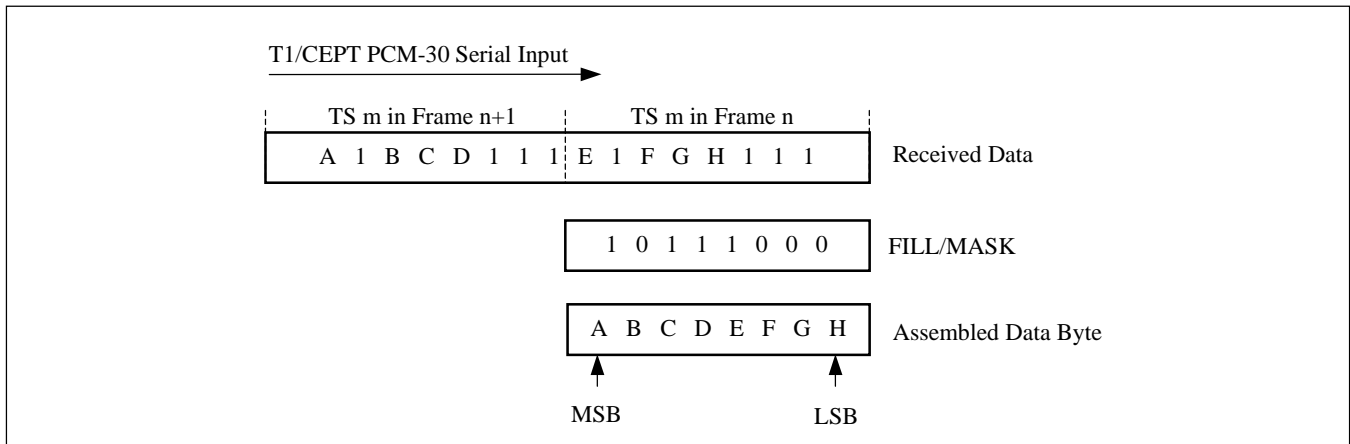 T1/CEPT PCM-30 Serial Input
TS m in Frame n+1 TS m in Frame n
A 1 B C D 1 1 1 E 1 F G H 1 1 1 Received Data
1 0 1 1 1 0 0 0 FILL/MASK
A B C D E F G H Assembled Data Byte
MSB LSB